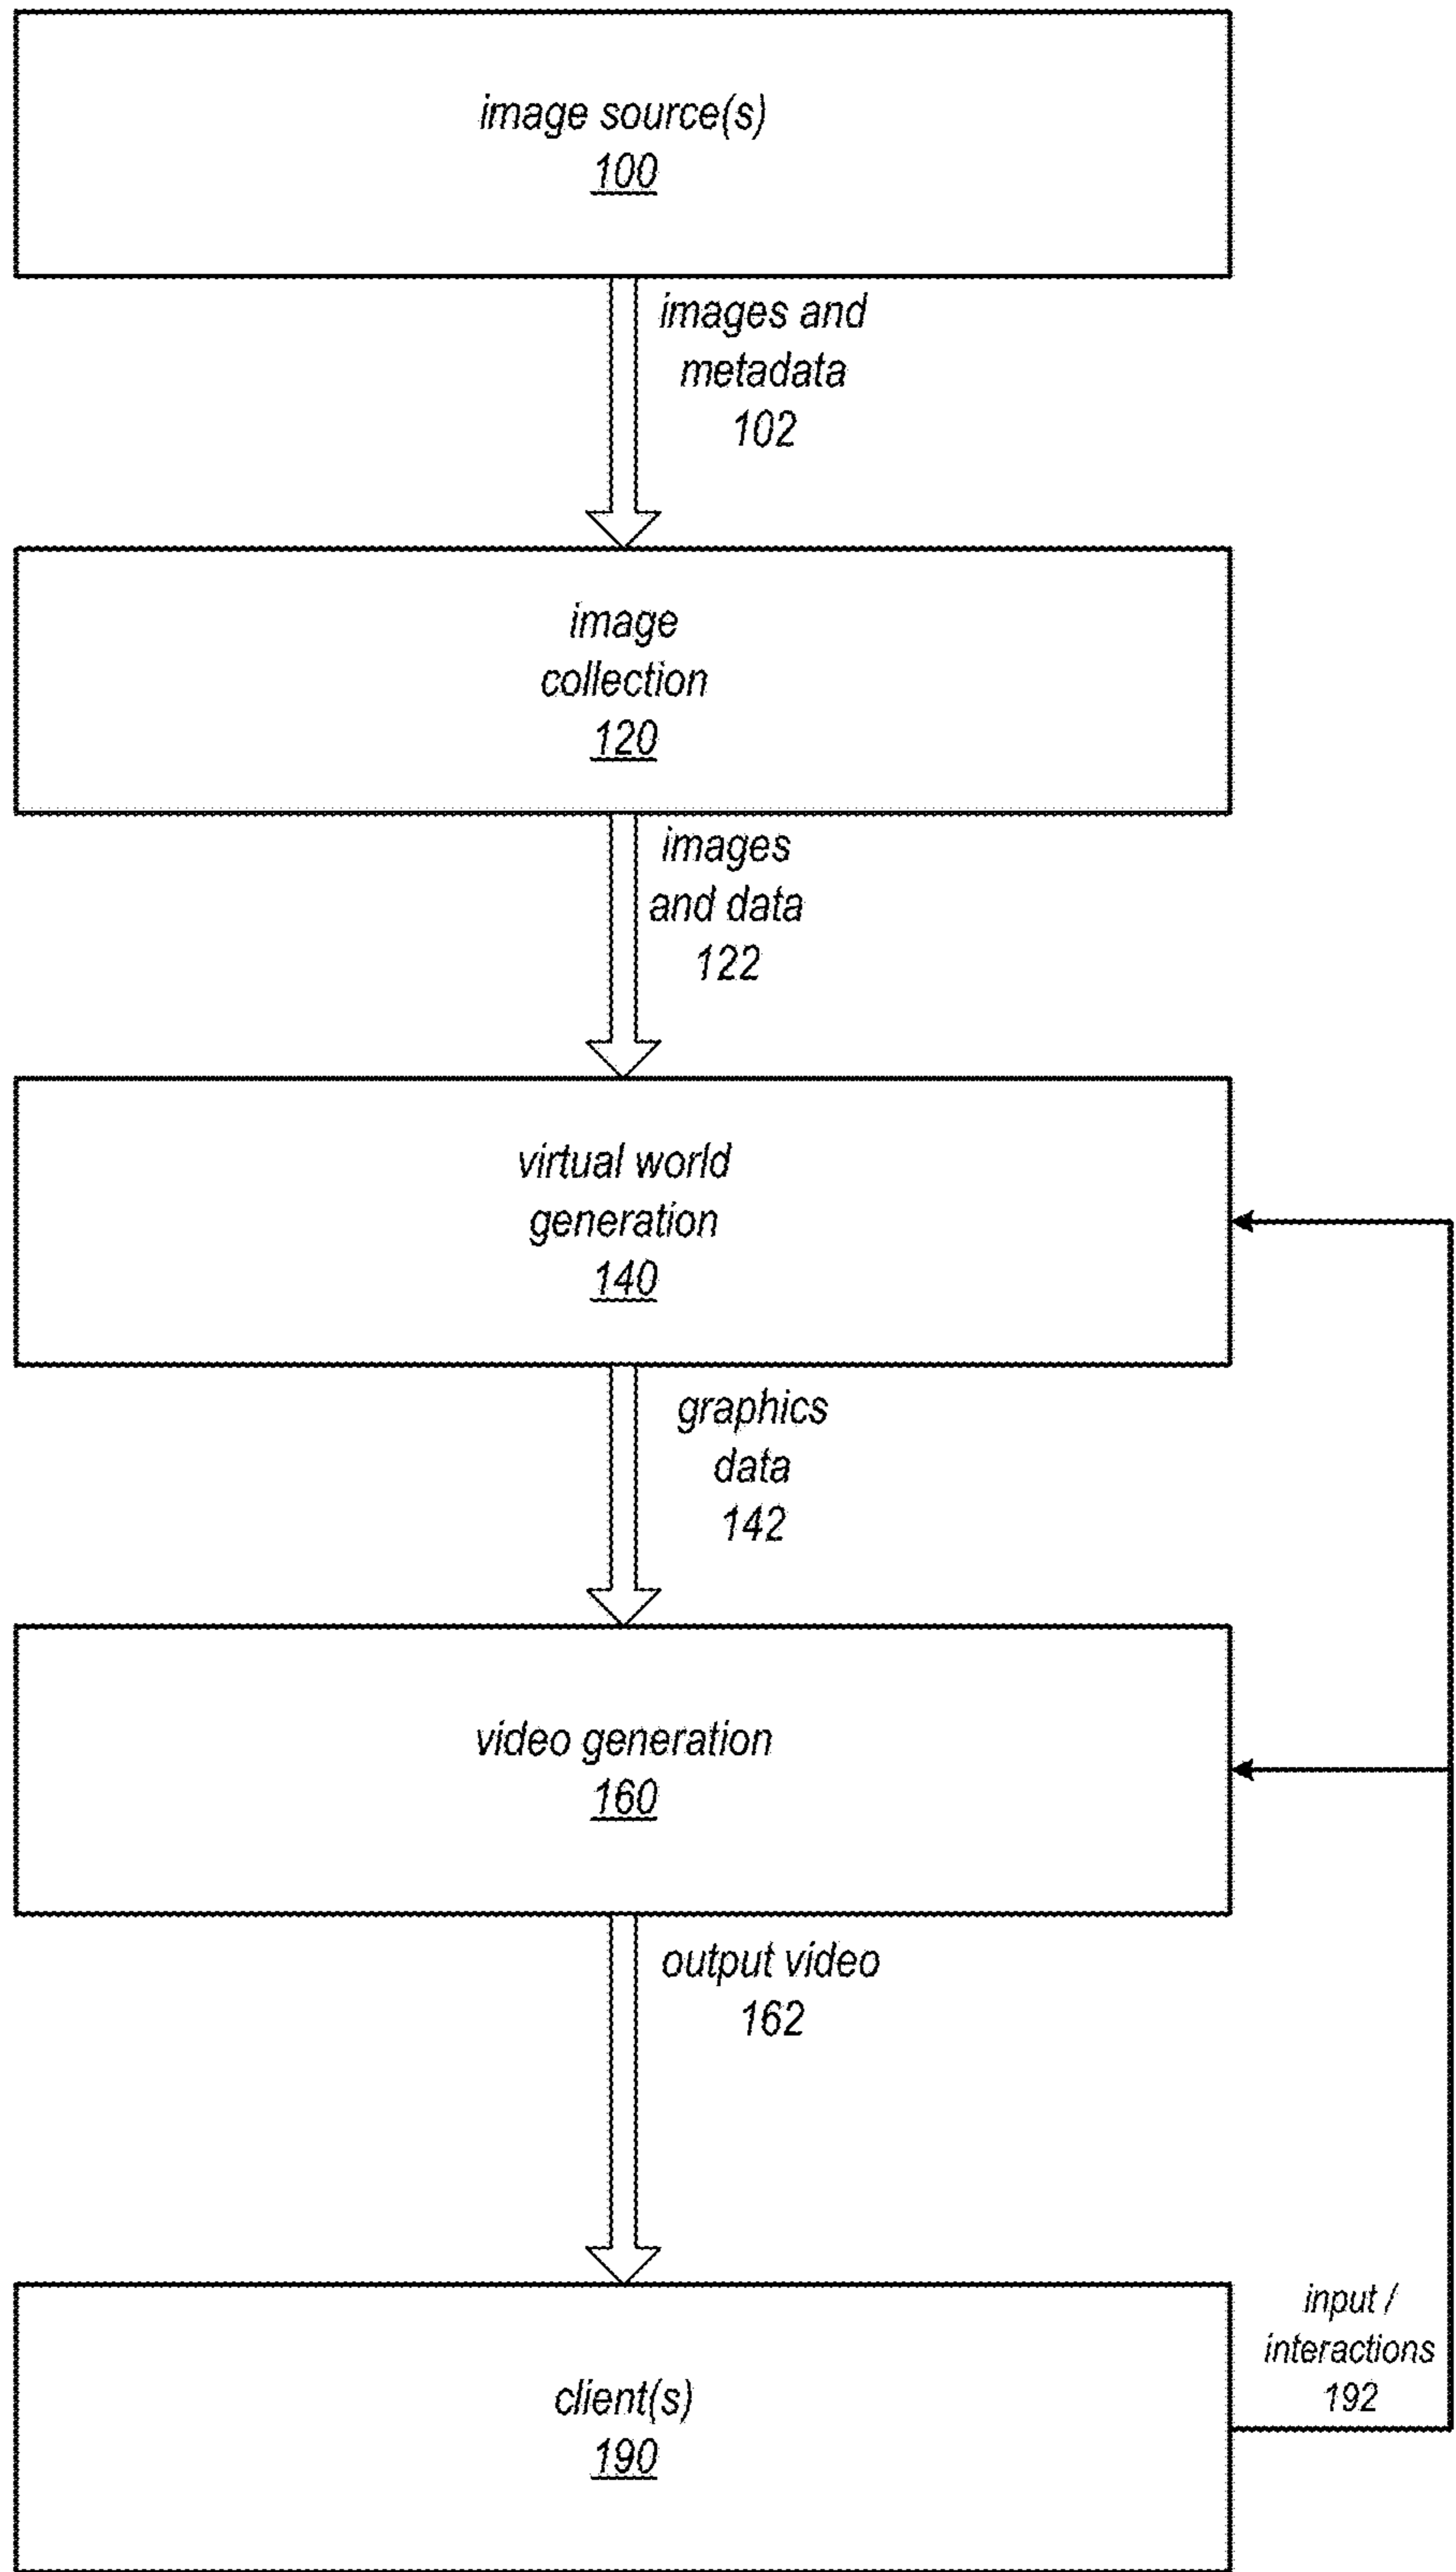 image source(s)
100
images and
metadata
102
image
collection
120
images
and data
122
virtual world
generation
140
graphics
data
142
video generation
160
output video
162
input /
interactions
192
client(s)
190